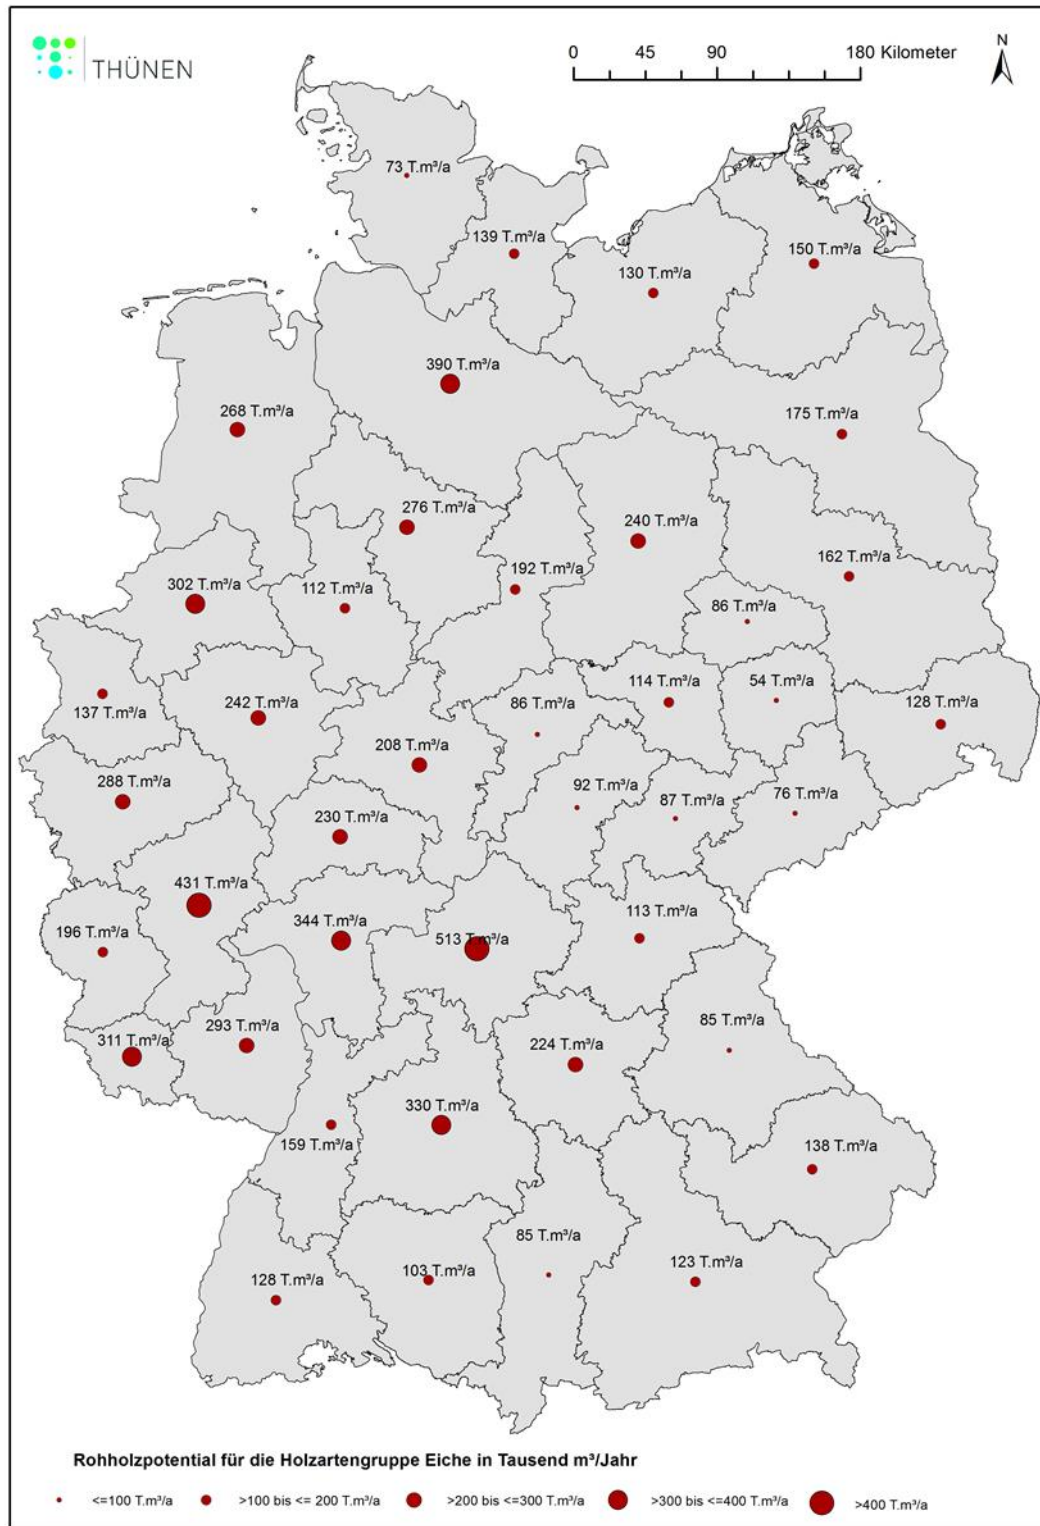 THÜNEN
0 45 90 180 Kilometer
N
73 T.m³/a
139 T.m³/a
150 T.m³/a
130 T.m³/a
390 T.m³/a
268 T.m³/a
175 T.m³/a
276 T.m³/a
240 T.m³/a
162 T.m³/a
192 T.m³/a
302 T.m³/a
112 T.m³/a
86 T.m³/a
54 T.m³/a
114 T.m³/a
137 T.m³/a
242 T.m³/a
86 T.m³/a
128 T.m³/a
208 T.m³/a
288 T.m³/a
92 T.m³/a
87 T.m³/a
76 T.m³/a
230 T.m³/a
431 T.m³/a
344 T.m³/a
113 T.m³/a
196 T.m³/a
513 T.m³/a
85 T.m³/a
293 T.m³/a
311 T.m³/a
224 T.m³/a
330 T.m³/a
159 T.m³/a
138 T.m³/a
85 T.m³/a
123 T.m³/a
128 T.m³/a
103 T.m³/a
Rohholzpotential für die Holzartengruppe Eiche in Tausend m³/Jahr
<=100 T.m³/a >100 bis <= 200 T.m³/a >200 bis <=300 T.m³/a >300 bis <=400 T.m³/a >400 T.m³/a